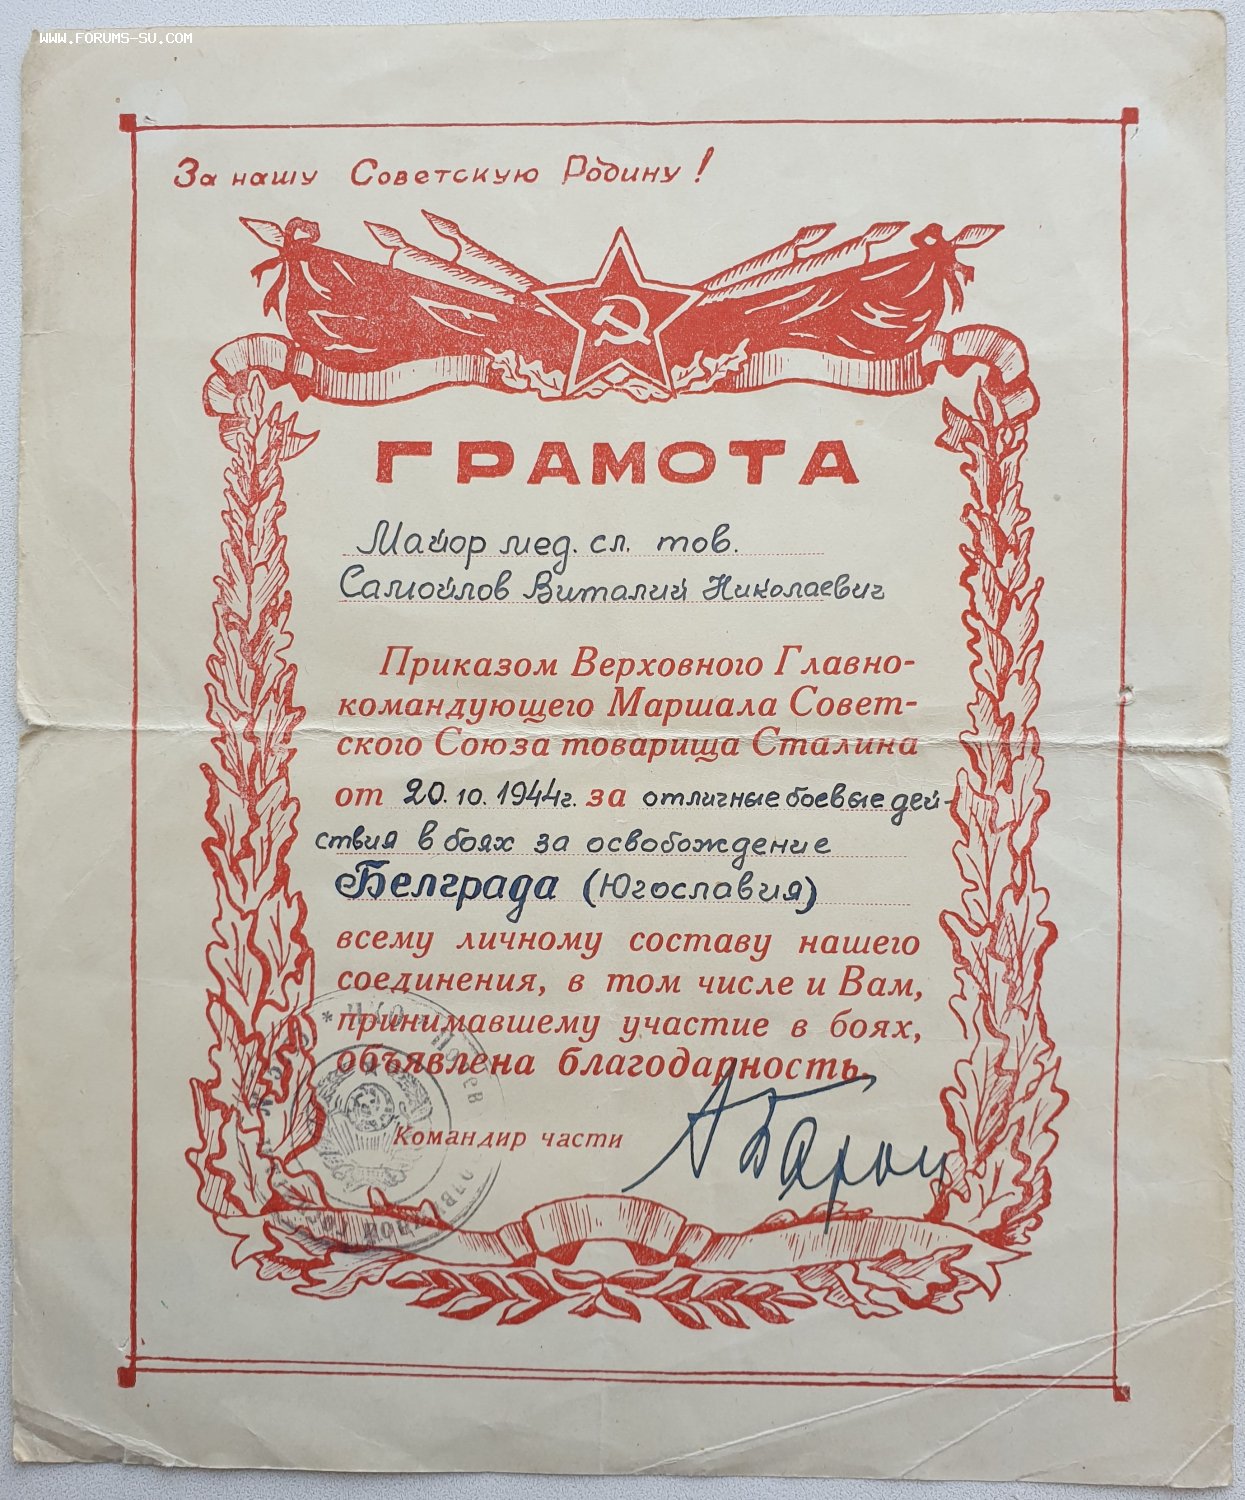 WWW.FORUMS-SU.COM
За нашу Советскую Родину!
ГРАМОТА
Майор мед. сл. тов.
Самойлов Виталий Николаевич
Приказом Верховного Главно-
командующего Маршала Совет-
ского Союза товарища Сталина
от 20.10.1944г. за отличные боевые дей-
ствия в боях за освобождение
Белграда (Югославия)
всему личному составу нашего
соединения, в том числе и Вам,
принимавшему участие в боях,
объявлена благодарность.
Командир части